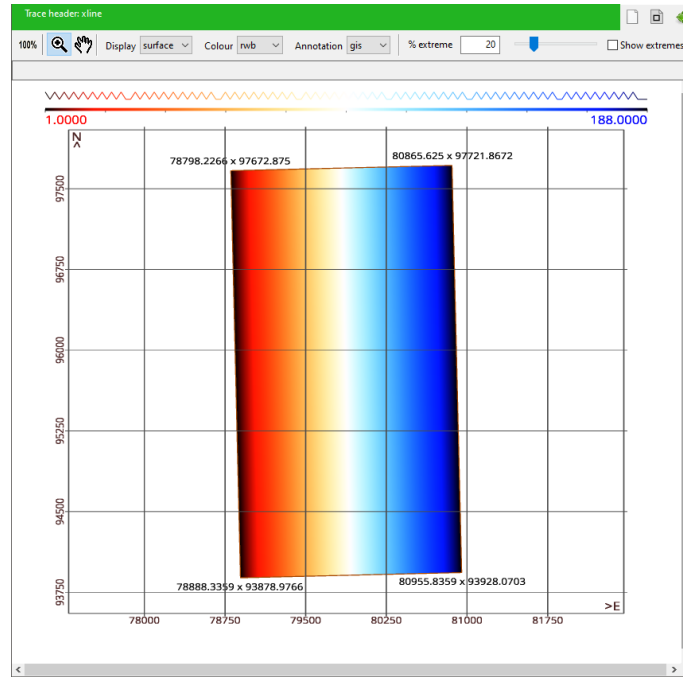 Trace header: xline
100% Display surface Colour rwb Annotation gis % extreme 20 Show extremes
1.0000 188.0000
N
78798.2266 x 97672.875 80865.625 x 97721.8672
97500
96750
96000
95250
94500
93750
78888.3359 x 93878.9766 80955.8359 x 93928.0703
>E
78000 78750 79500 80250 81000 81750